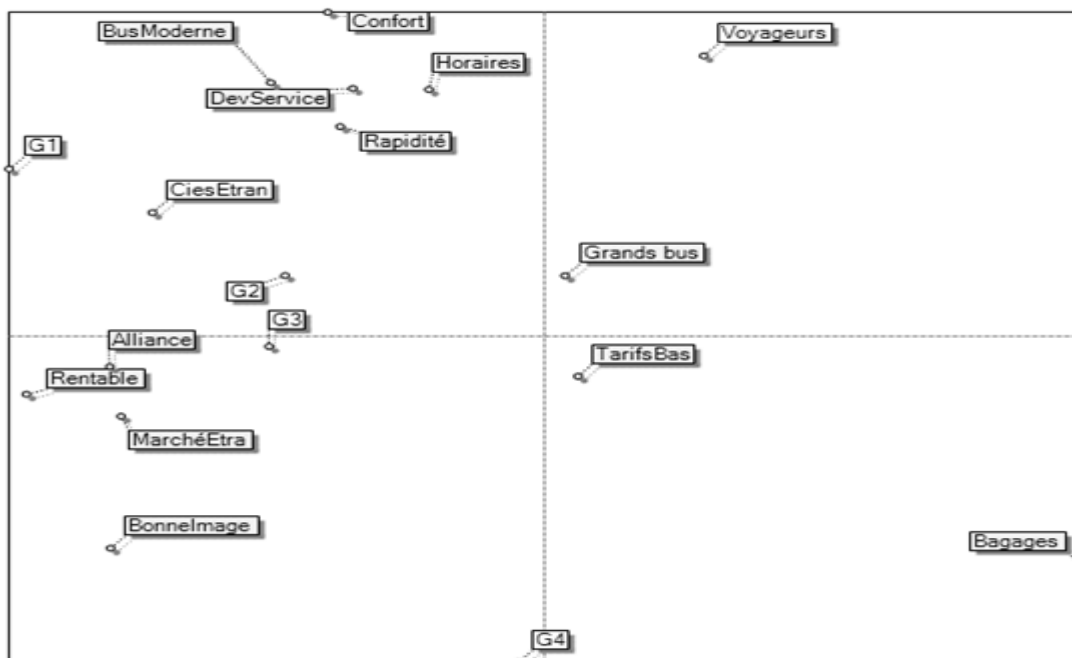 Confort
BusModerne
Voyageurs
Horaires
DevService
Rapidité
G1
CiesEtran
Grands bus
G2
G3
Alliance
TarifsBas
Rentable
MarchéEtra
BonneImage
Bagages
G4